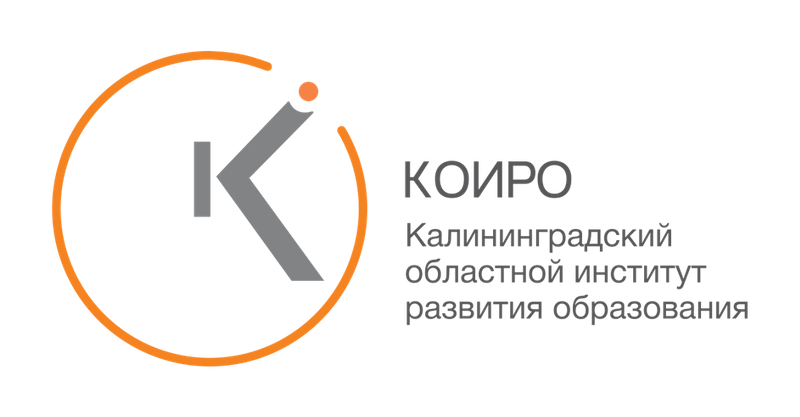 КОИРО
Калининградский
областной институт
развития образования